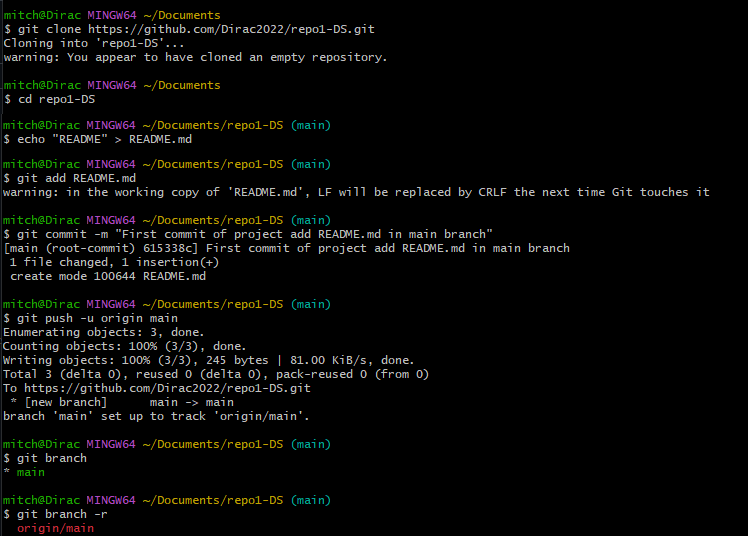 mitch@Dirac MINGW64 ~/Documents
$ git clone https://github.com/Dirac2022/repo1-DS.git
Cloning into 'repo1-DS'...
warning: You appear to have cloned an empty repository.
mitch@Dirac MINGW64 ~/Documents
$ cd repo1-DS
mitch@Dirac MINGW64 ~/Documents/repo1-DS (main)
$ echo "README" > README.md
mitch@Dirac MINGW64 ~/Documents/repo1-DS (main)
$ git add README.md
warning: in the working copy of 'README.md', LF will be replaced by CRLF the next time Git touches it
mitch@Dirac MINGW64 ~/Documents/repo1-DS (main)
$ git commit -m "First commit of project add README.md in main branch"
[main (root-commit) 615338c] First commit of project add README.md in main branch
 1 file changed, 1 insertion(+)
 create mode 100644 README.md
mitch@Dirac MINGW64 ~/Documents/repo1-DS (main)
$ git push -u origin main
Enumerating objects: 3, done.
Counting objects: 100% (3/3), done.
Writing objects: 100% (3/3), 245 bytes | 81.00 KiB/s, done.
Total 3 (delta 0), reused 0 (delta 0), pack-reused 0 (from 0)
To https://github.com/Dirac2022/repo1-DS.git
 * [new branch]      main -> main
branch 'main' set up to track 'origin/main'.
mitch@Dirac MINGW64 ~/Documents/repo1-DS (main)
$ git branch
* main
mitch@Dirac MINGW64 ~/Documents/repo1-DS (main)
$ git branch -r
  origin/main